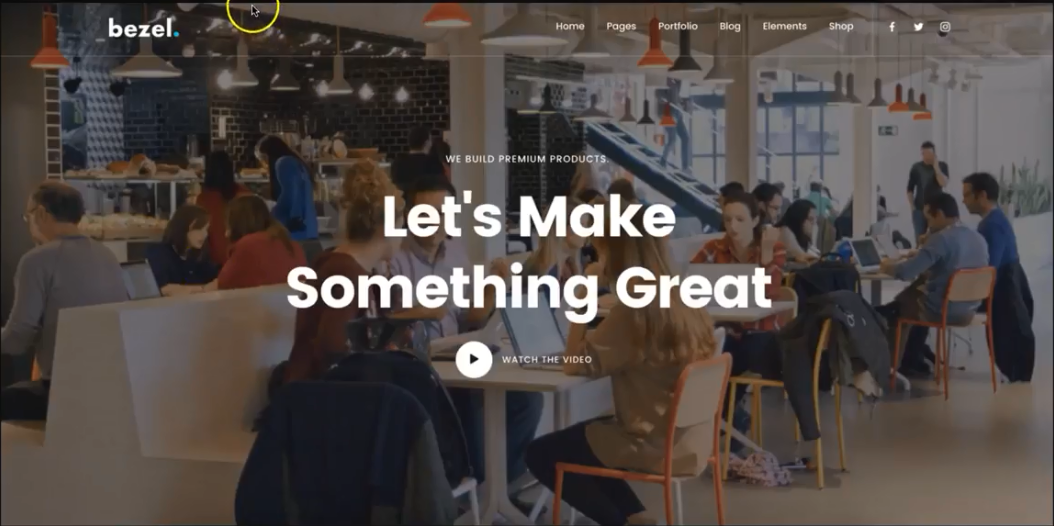 bezel.
Home Pages Portfolio Blog Elements Shop
WE BUILD PREMIUM PRODUCTS.
Let's Make
Something Great
WATCH THE VIDEO